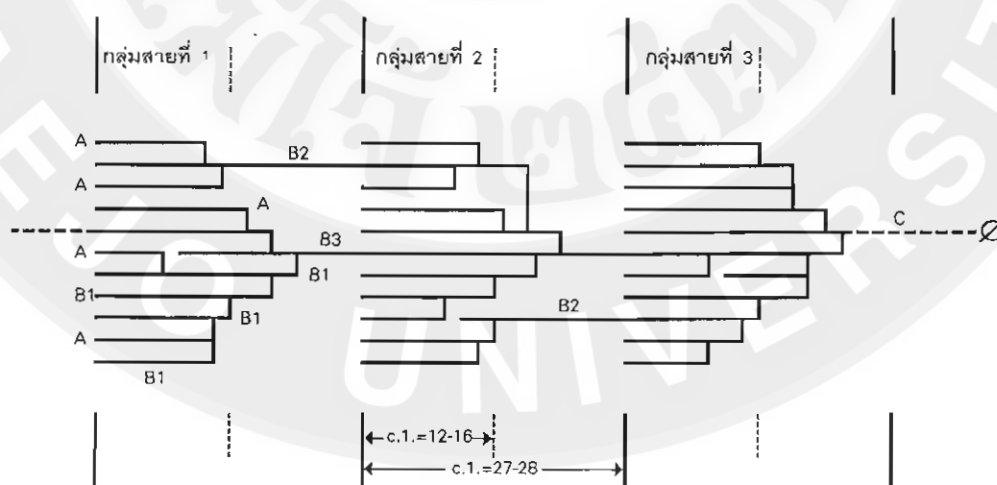 กลุ่มสายที่ 1
กลุ่มสายที่ 2
กลุ่มสายที่ 3
A
B2
A
A
C
B3
A
B1
B1
B2
B1
A
B1
c.1.=12-16
c.1.=27-28
UNIVERSI